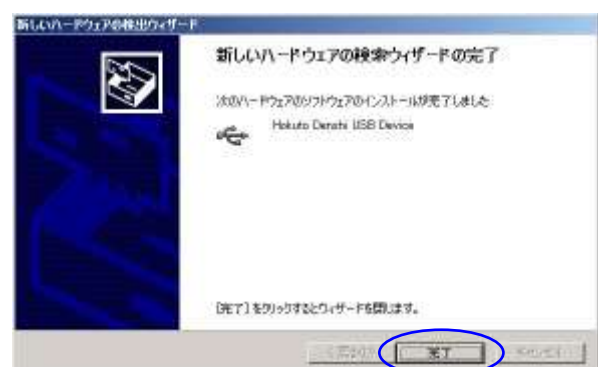 新しいハードウェアの検出ウィザード
新しいハードウェアの検索ウィザードの完了
次のハードウェアのソフトウェアのインストールが完了しました
Hokuto Denshi USB Device
[完了] をクリックするとウィザードを閉じます。
完了